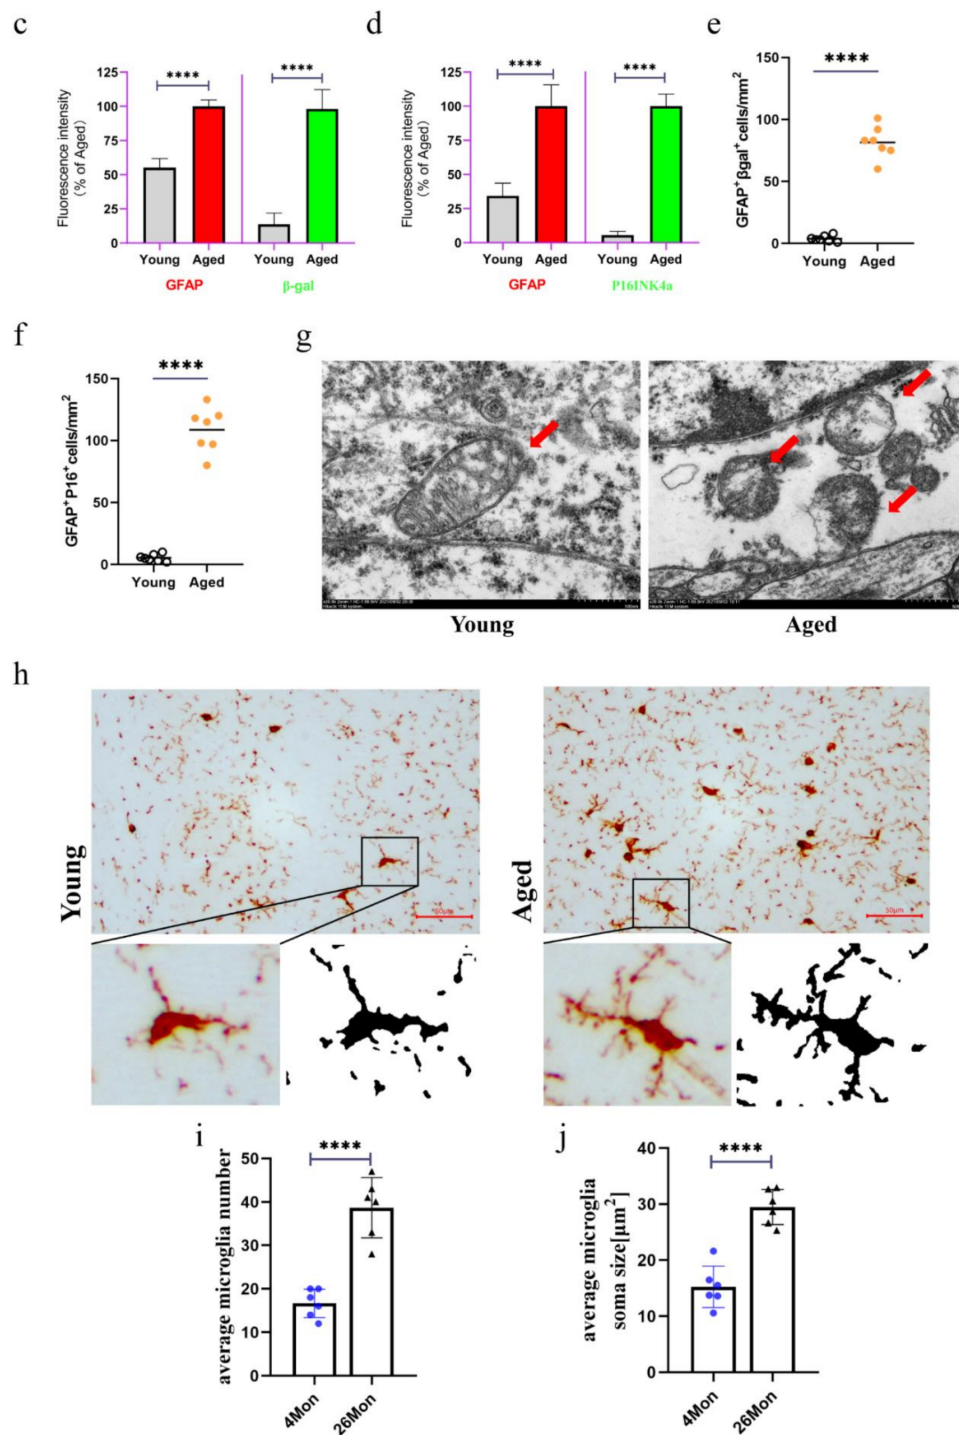 c
d
e
Fluorescence intensity
(% of Aged)
125
100
75
50
25
0
****
****
Young
Aged
Young
Aged
GFAP
β-gal
Fluorescence intensity
(% of Aged)
125
100
75
50
25
0
****
****
Young
Aged
Young
Aged
GFAP
P16INK4a
GFAP+βgal+cells/mm2
150
100
50
0
****
Young
Aged
f
g
GFAP+P16+cells/mm2
150
100
50
0
****
Young
Aged
Young
Aged
h
Young
50μm
Aged
50μm
i
j
average microglia number
50
40
30
20
10
0
****
4Mon
26Mon
average microglia
soma size[μm2]
40
30
20
10
0
****
4Mon
26Mon